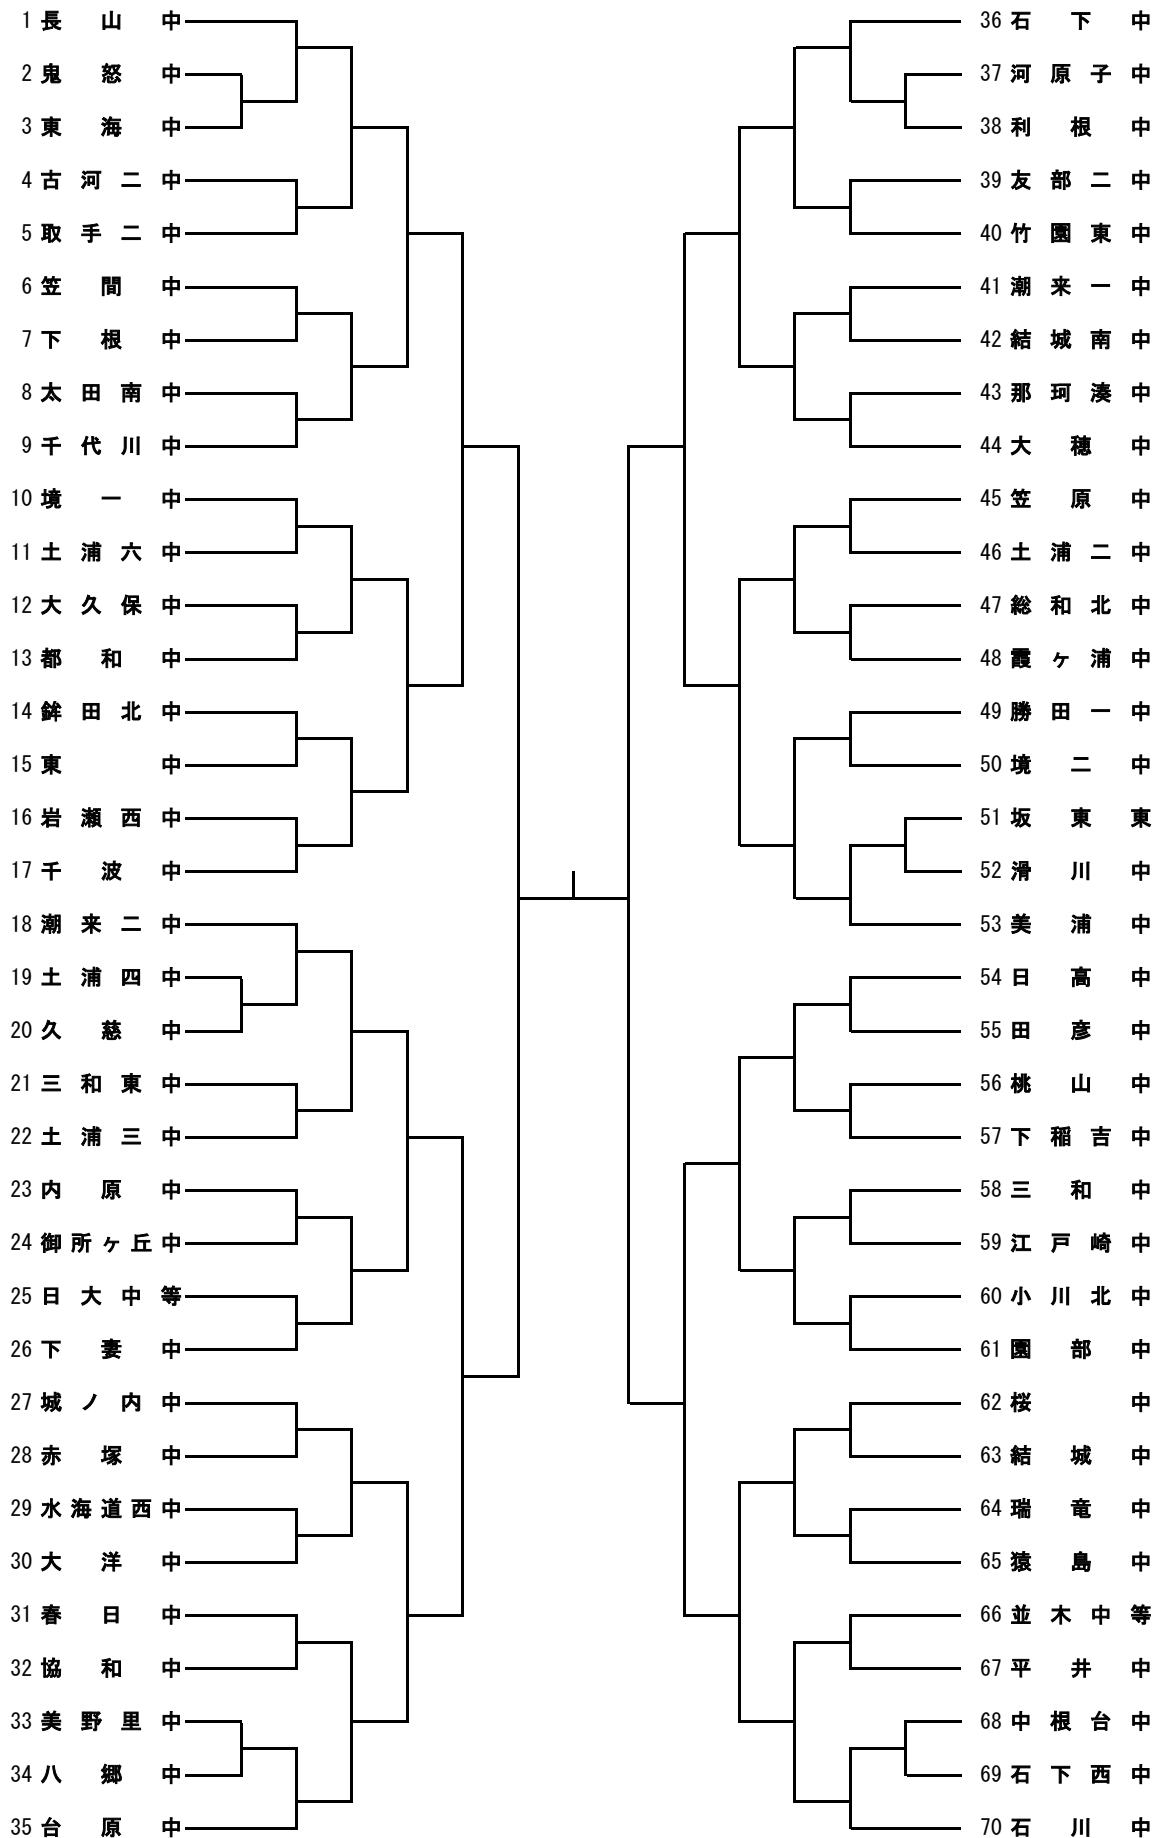 1 長山中
2 鬼怒中
3 東海中
4 古河二中
5 取手二中
6 笠間中
7 下根中
8 太田南中
9 千代川中
10 境一中
11 土浦六中
12 大久保中
13 都和中
14 鉾田北中
15 東中
16 岩瀬西中
17 千波中
18 潮来二中
19 土浦四中
20 久慈中
21 三和東中
22 土浦三中
23 内原中
24 御所ヶ丘中
25 日大中等
26 下妻中
27 城ノ内中
28 赤塚中
29 水海道西中
30 大洋中
31 春日中
32 協和中
33 美野里中
34 八郷中
35 台原中
36 石下中
37 河原子中
38 利根中
39 友部二中
40 竹園東中
41 潮来一中
42 結城南中
43 那珂湊中
44 大穂中
45 笠原中
46 土浦二中
47 総和北中
48 霞ヶ浦中
49 勝田一中
50 境二中
51 坂東東
52 滑川中
53 美浦中
54 日高中
55 田彦中
56 桃山中
57 下稲吉中
58 三和中
59 江戸崎中
60 小川北中
61 園部中
62 桜中
63 結城中
64 瑞竜中
65 猿島中
66 並木中等
67 平井中
68 中根台中
69 石下西中
70 石川中